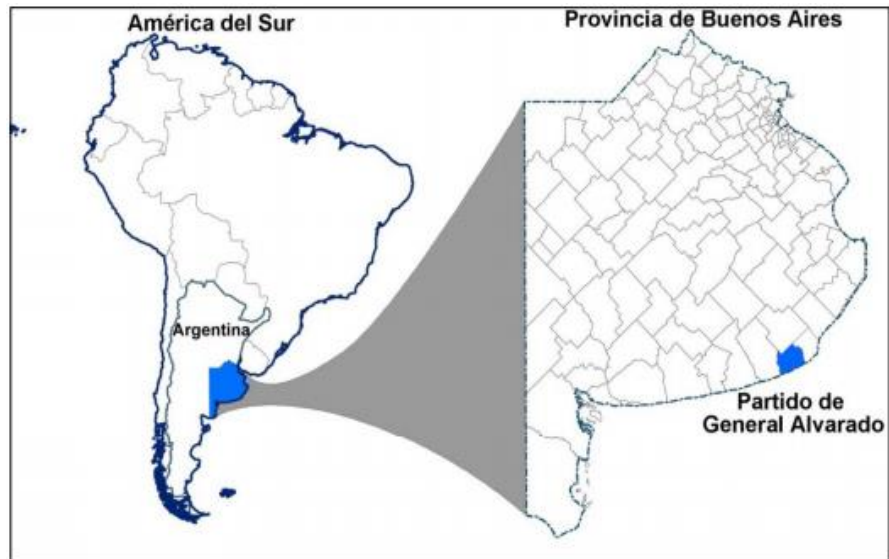 América del Sur
Provincia de Buenos Aires
Argentina
Partido de
General Alvarado